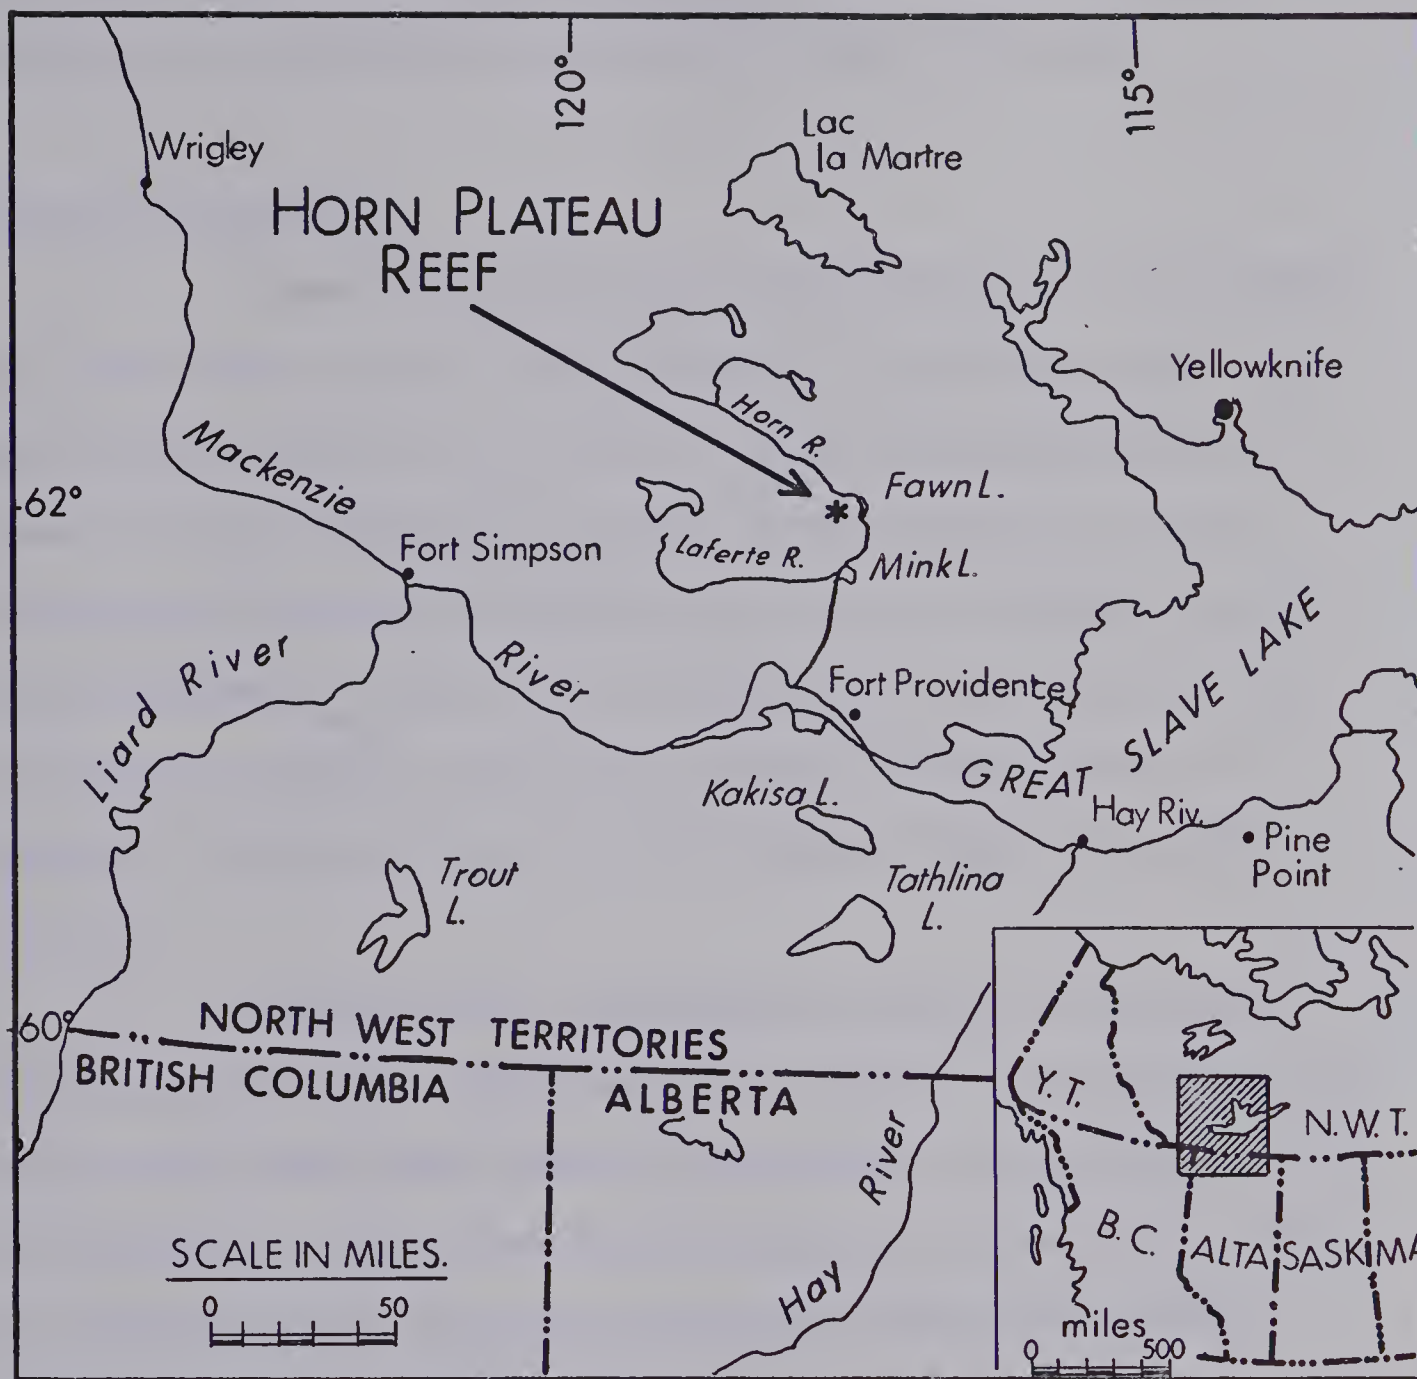 120°
115°
Wrigley
Lac
la Martre
HORN PLATEAU
REEF
Yellowknife
Horn R.
Mackenzie
62°
Fawn L.
Fort Simpson
Laferte R.
Mink L.
Liard River
River
Fort Providence
GREAT SLAVE LAKE
Kakisa L.
Hay Riv.
Pine
Point
Trout
L.
Tathlina
L.
60°
NORTH WEST TERRITORIES
BRITISH COLUMBIA
ALBERTA
Hay River
SCALE IN MILES.
0 50
Y.T.
N.W.T.
B.C.
ALTA
SASK
MA
miles
0 500